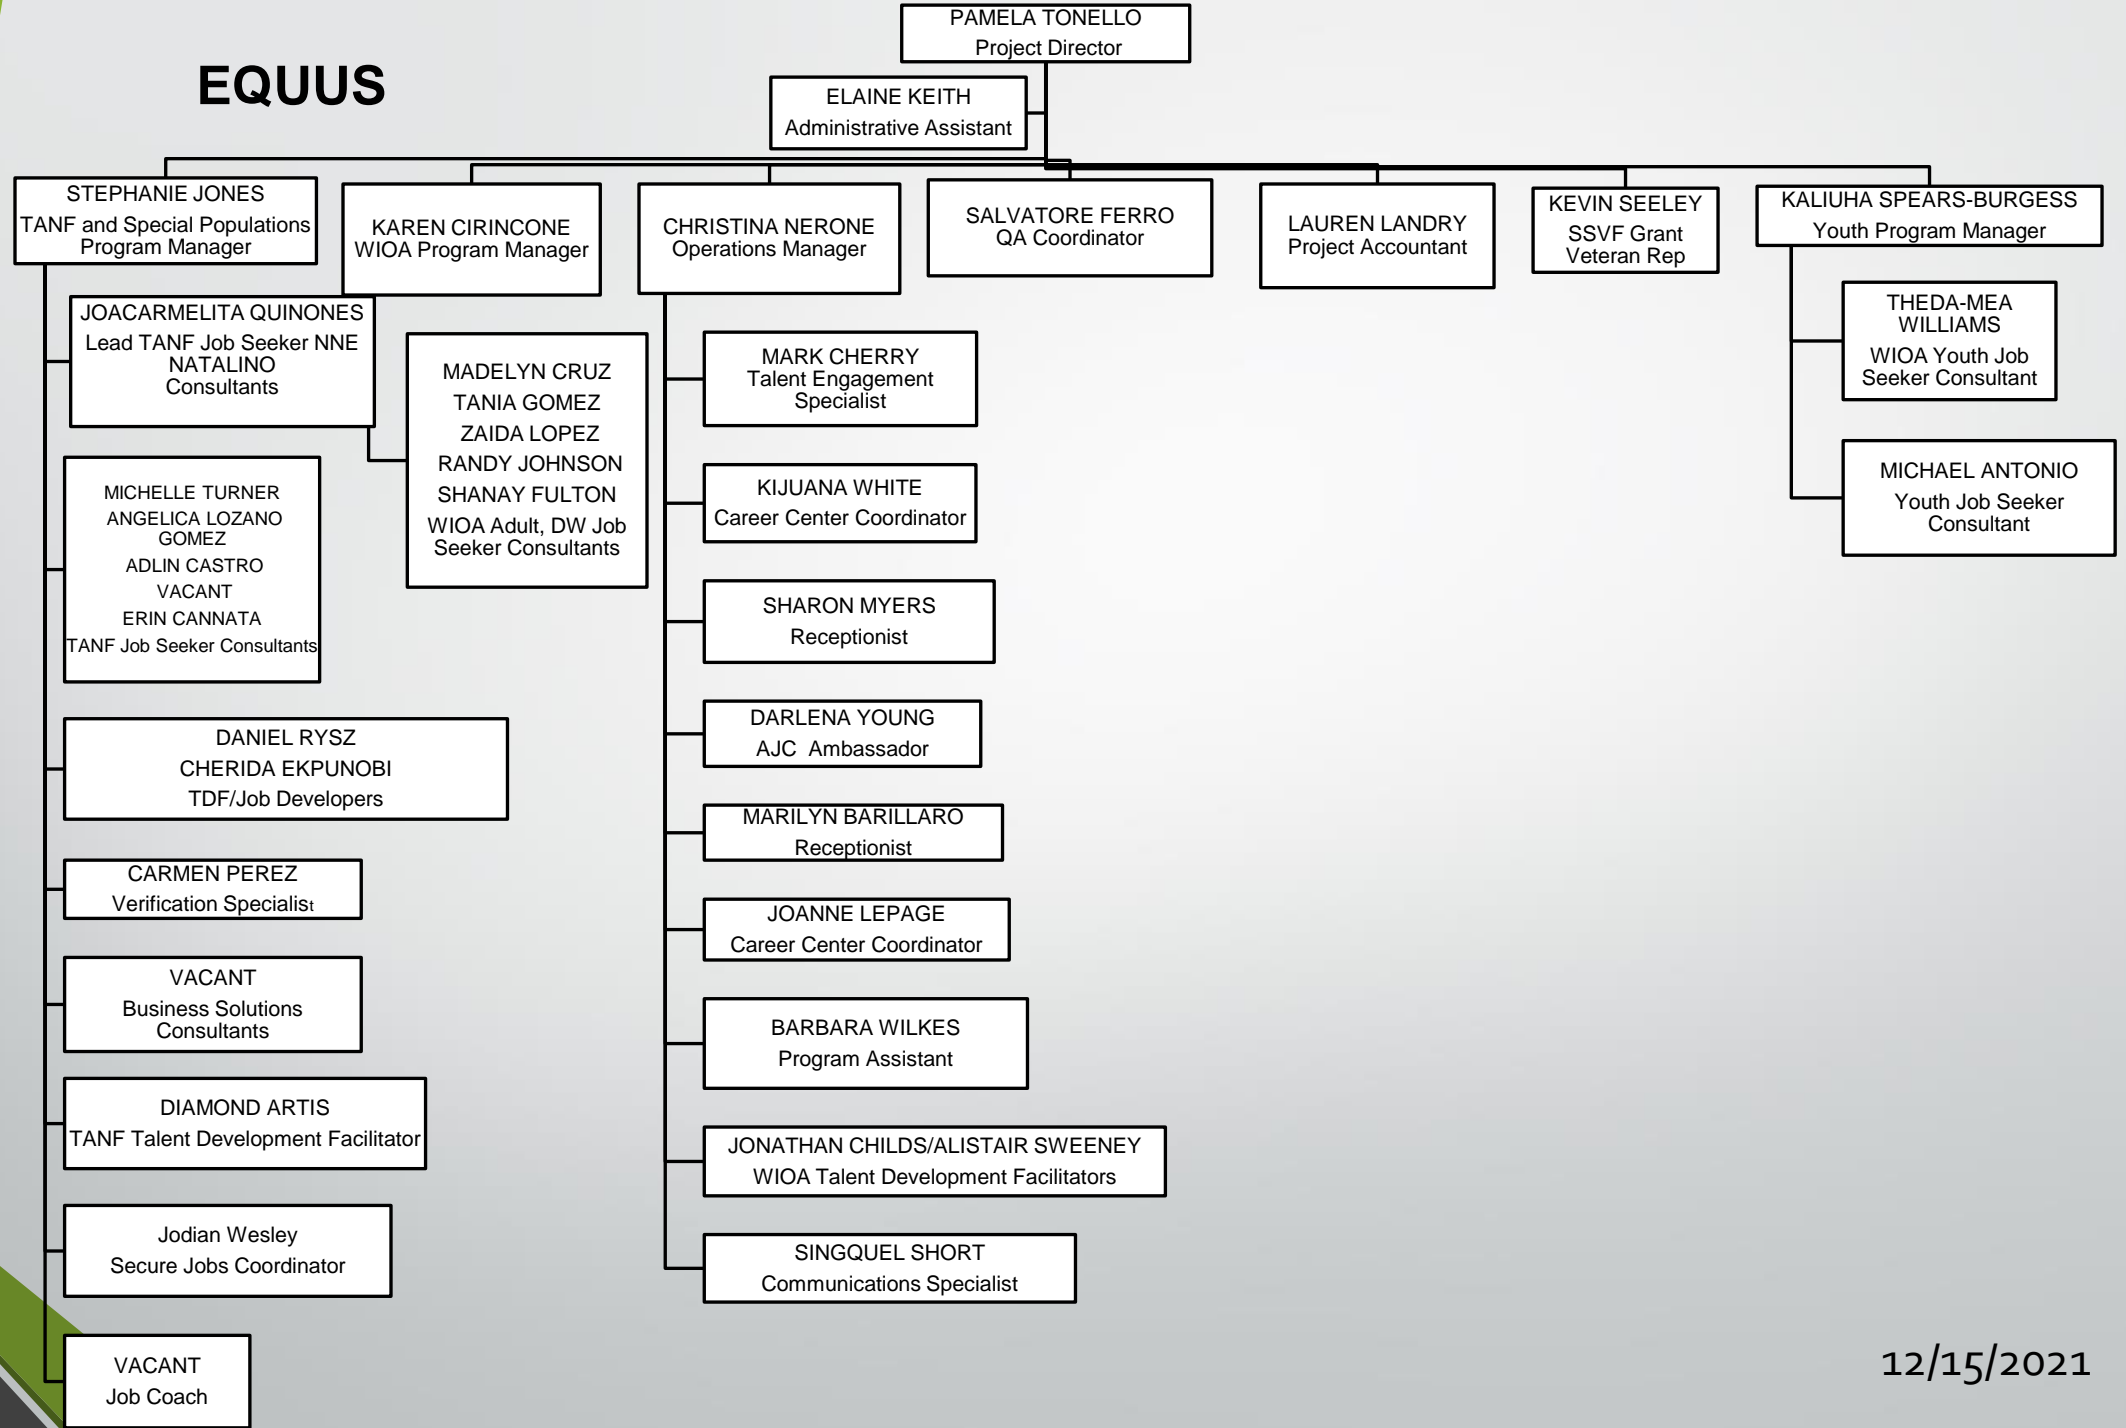 PAMELA TONELLO
Project Director
EQUUS
ELAINE KEITH
Administrative Assistant
STEPHANIE JONES
TANF and Special Populations
Program Manager
KAREN CIRINCONE
WIOA Program Manager
CHRISTINA NERONE
Operations Manager
SALVATORE FERRO
QA Coordinator
LAUREN LANDRY
Project Accountant
KEVIN SEELEY
SSVF Grant
Veteran Rep
KALIUHA SPEARS-BURGESS
Youth Program Manager
JOACARMELITA QUINONES
Lead TANF Job Seeker NNE
NATALINO
Consultants
MICHELLE TURNER
ANGELICA LOZANO
GOMEZ
ADLIN CASTRO
VACANT
ERIN CANNATA
TANF Job Seeker Consultants
DANIEL RYSZ
CHERIDA EKPUNOBI
TDF/Job Developers
CARMEN PEREZ
Verification Specialist
VACANT
Business Solutions
Consultants
DIAMOND ARTIS
TANF Talent Development Facilitator
Jodian Wesley
Secure Jobs Coordinator
VACANT
Job Coach
MADELYN CRUZ
TANIA GOMEZ
ZAIDA LOPEZ
RANDY JOHNSON
SHANAY FULTON
WIOA Adult, DW Job
Seeker Consultants
MARK CHERRY
Talent Engagement
Specialist
KIJUANA WHITE
Career Center Coordinator
SHARON MYERS
Receptionist
DARLENA YOUNG
AJC Ambassador
MARILYN BARILLARO
Receptionist
JOANNE LEPAGE
Career Center Coordinator
BARBARA WILKES
Program Assistant
JONATHAN CHILDS/ALISTAIR SWEENEY
WIOA Talent Development Facilitators
SINGQUEL SHORT
Communications Specialist
THEDA-MEA
WILLIAMS
WIOA Youth Job
Seeker Consultant
MICHAEL ANTONIO
Youth Job Seeker
Consultant
12/15/2021